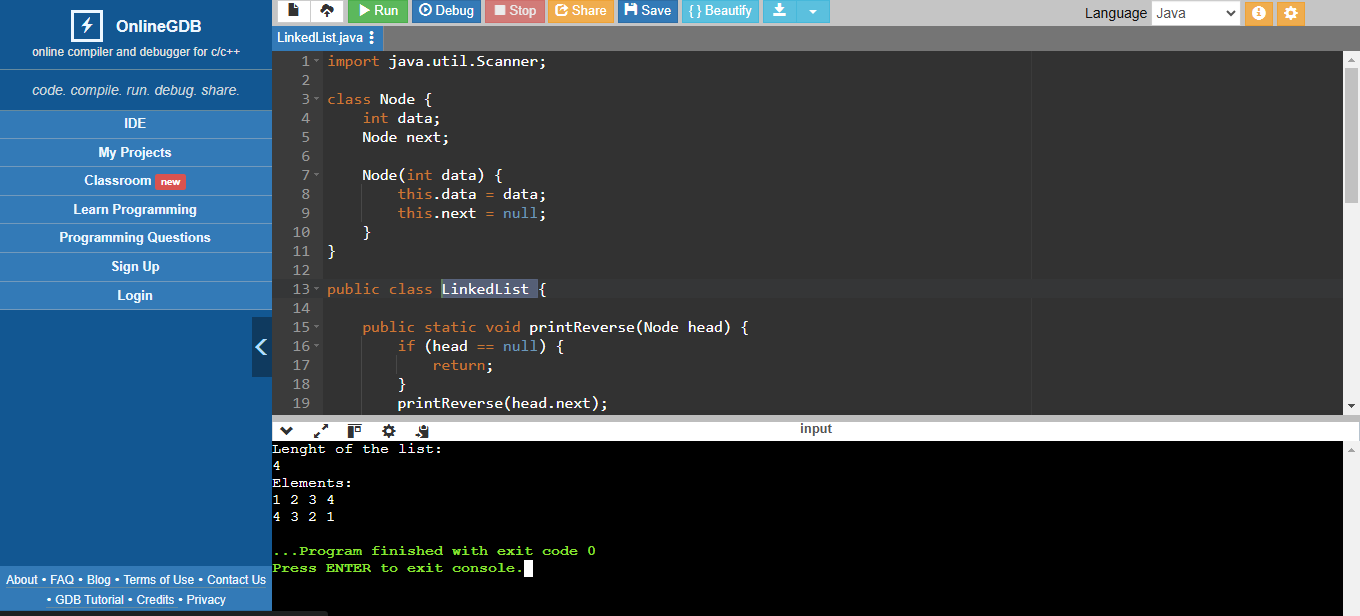 OnlineGDB
online compiler and debugger for c/c++
code. compile. run. debug. share.
IDE
My Projects
Classroom new
Learn Programming
Programming Questions
Sign Up
Login
About • FAQ • Blog • Terms of Use • Contact Us
• GDB Tutorial • Credits • Privacy
Run Debug Stop Share Save { } Beautify
Language Java
LinkedList.java
1 import java.util.Scanner;
2
3 class Node {
4     int data;
5     Node next;
6
7     Node(int data) {
8         this.data = data;
9         this.next = null;
10     }
11 }
12
13 public class LinkedList {
14
15     public static void printReverse(Node head) {
16         if (head == null) {
17             return;
18         }
19         printReverse(head.next);
input
Lenght of the list:
4
Elements:
1 2 3 4
4 3 2 1
...Program finished with exit code 0
Press ENTER to exit console.